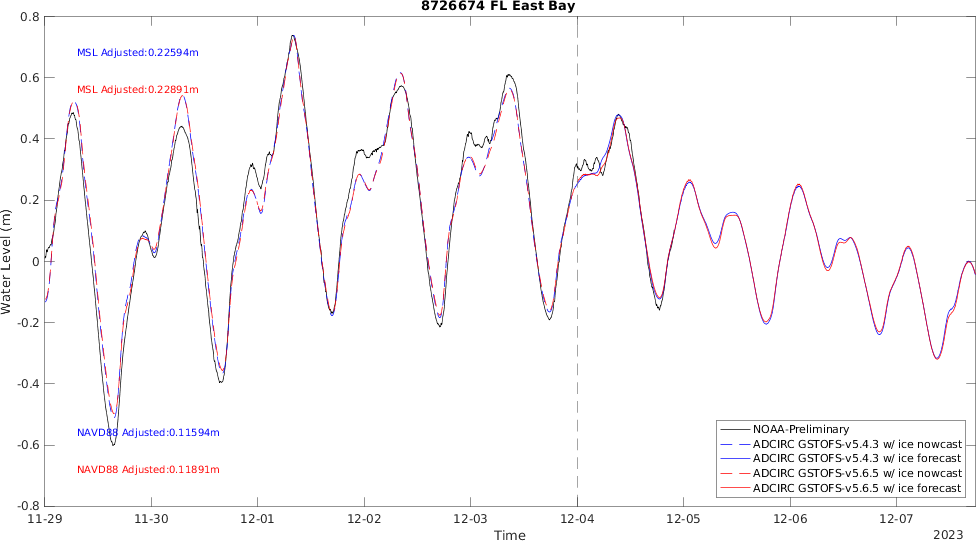 8726674 FL East Bay
0.8
0.6
0.4
0.2
0
-0.2
-0.4
-0.6
-0.8
Water Level (m)
MSL Adjusted:0.22594m
MSL Adjusted:0.22891m
NAVD88 Adjusted:0.11594m
NAVD88 Adjusted:0.11891m
NOAA-Preliminary
ADCIRC GSTOFS-v5.4.3 w/ ice nowcast
ADCIRC GSTOFS-v5.4.3 w/ ice forecast
ADCIRC GSTOFS-v5.6.5 w/ ice nowcast
ADCIRC GSTOFS-v5.6.5 w/ ice forecast
11-29 11-30 12-01 12-02 12-03 12-04 12-05 12-06 12-07
Time
2023